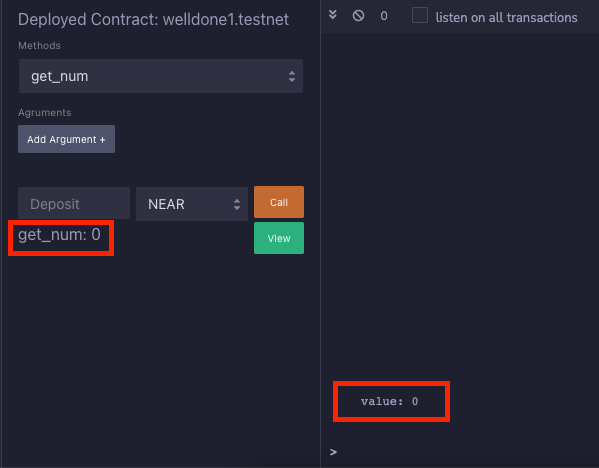 Deployed Contract: welldone1.testnet
Methods
get_num
Agruments
Add Argument +
Deposit
NEAR
Call
get_num: 0
View
0
listen on all transactions
value: 0
>